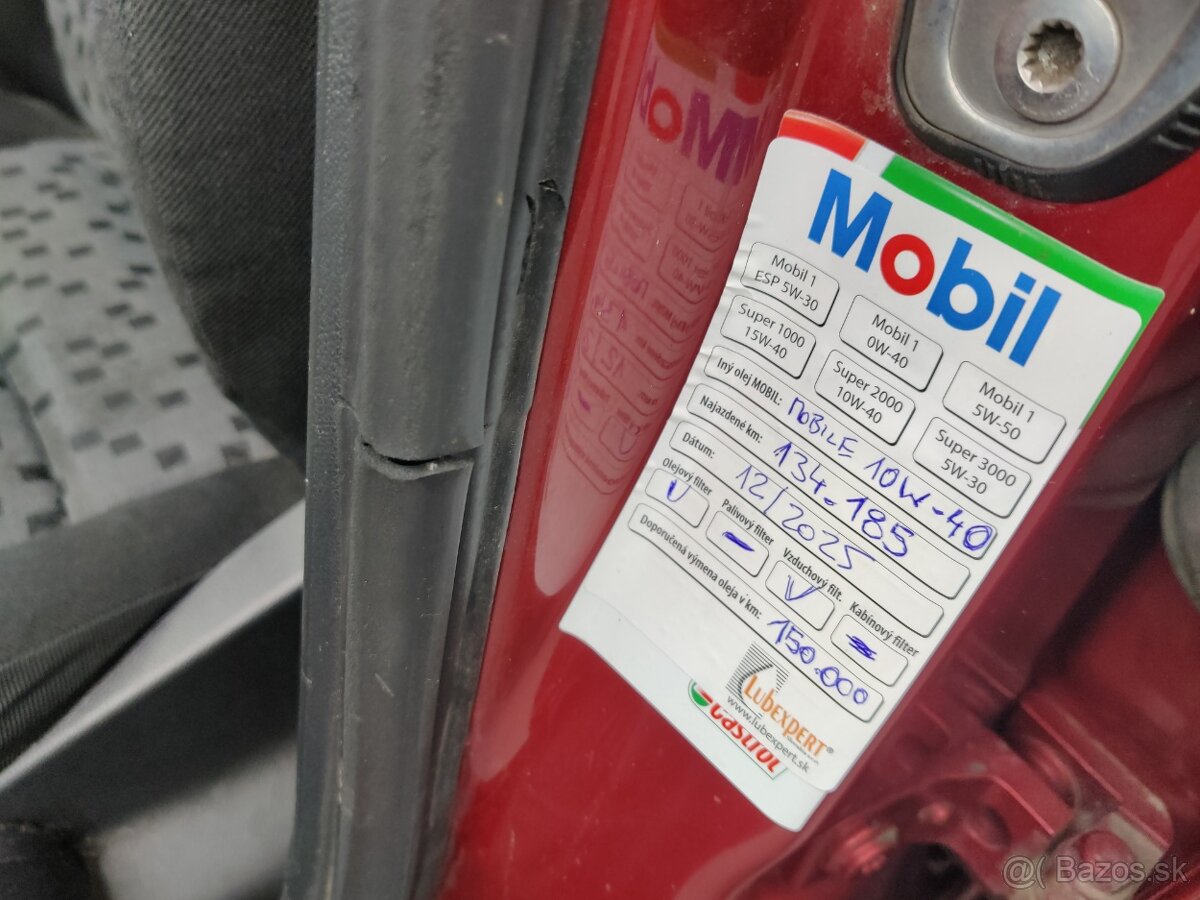 Mobil
Mobil 1
ESP 5W-30
Mobil 1
0W-40
Mobil 1
5W-50
Super 1000
15W-40
Super 2000
10W-40
Super 3000
5W-30
Iný olej MOBIL: MOBILE 10W-40
Najazdené km: 134.185
Dátum: 12/2025
Olejový filter V
Palivový filter —
Vzduchový filt. V
Kabínový filter
Doporučená výmena oleja v km: 150.000
LUBEXPERT®
www.lubexpert.sk
Castrol
Bazos.sk